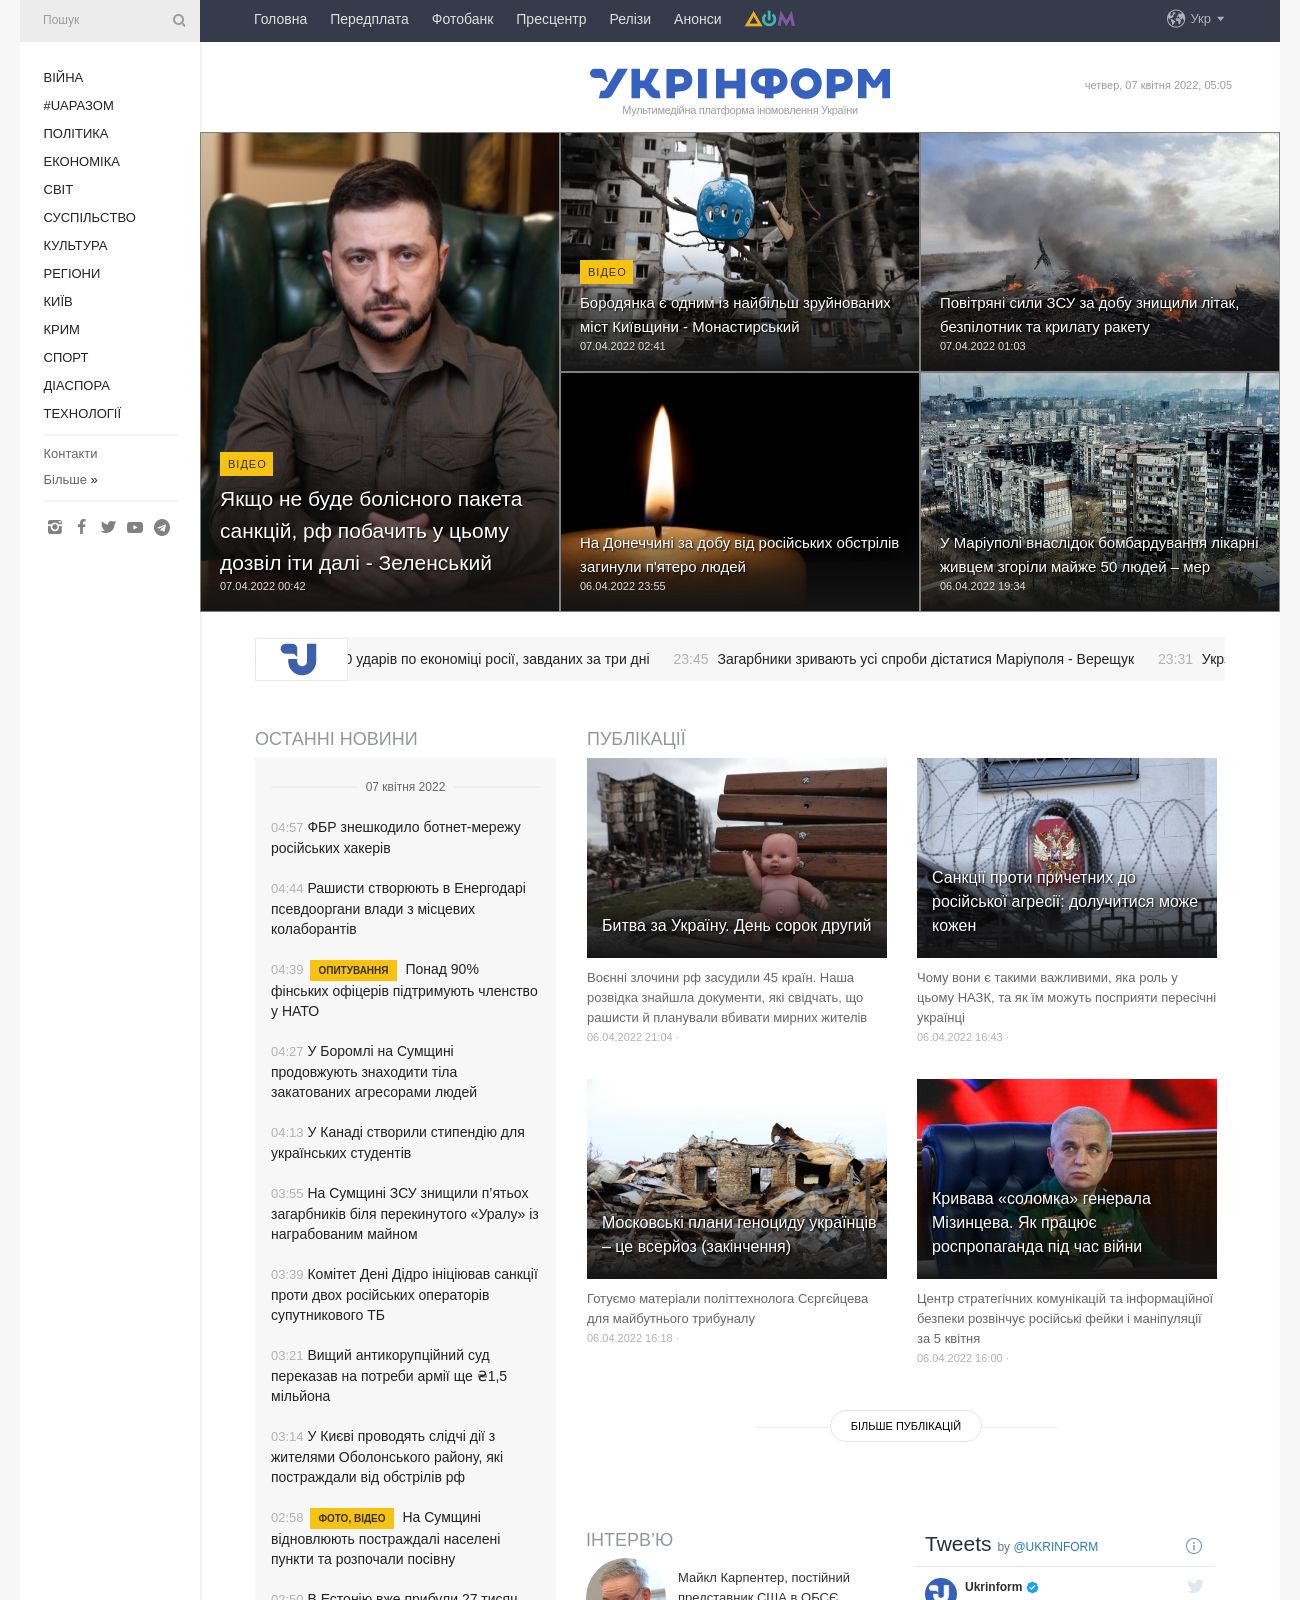 Пошук
Головна Передплата Фотобанк Пресцентр Релізи Анонси ДОМ
Укр
ВІЙНА
#UАРАЗОМ
ПОЛІТИКА
ЕКОНОМІКА
СВІТ
СУСПІЛЬСТВО
КУЛЬТУРА
РЕГІОНИ
КИЇВ
КРИМ
СПОРТ
ДІАСПОРА
ТЕХНОЛОГІЇ
Контакти
Більше »
УКРІНФОРМ
Мультимедійна платформа іномовлення України
четвер, 07 квітня 2022, 05:05
ВІДЕО
Якщо не буде болісного пакета
санкцій, рф побачить у цьому
дозвіл іти далі - Зеленський
07.04.2022 00:42
ВІДЕО
Бородянка є одним із найбільш зруйнованих
міст Київщини - Монастирський
07.04.2022 02:41
Повітряні сили ЗСУ за добу знищили літак,
безпілотник та крилату ракету
07.04.2022 01:03
На Донеччині за добу від російських обстрілів
загинули п'ятеро людей
06.04.2022 23:55
У Маріуполі внаслідок бомбардування лікарні
живцем згоріли майже 50 людей – мер
06.04.2022 19:34
0 ударів по економіці росії, завданих за три дні 23:45 Загарбники зривають усі спроби дістатися Маріуполя - Верещук 23:31
ОСТАННІ НОВИНИ
07 квітня 2022
04:57 ФБР знешкодило ботнет-мережу
російських хакерів
04:44 Рашисти створюють в Енергодарі
псевдооргани влади з місцевих
колаборантів
04:39 ОПИТУВАННЯ Понад 90%
фінських офіцерів підтримують членство
у НАТО
04:27 У Боромлі на Сумщині
продовжують знаходити тіла
закатованих агресорами людей
04:13 У Канаді створили стипендію для
українських студентів
03:55 На Сумщині ЗСУ знищили п'ятьох
загарбників біля перекинутого «Уралу» із
награбованим майном
03:39 Комітет Дені Дідро ініціював санкції
проти двох російських операторів
супутникового ТБ
03:21 Вищий антикорупційний суд
переказав на потреби армії ще ₴1,5
мільйона
03:14 У Києві проводять слідчі дії з
жителями Оболонського району, які
постраждали від обстрілів рф
02:58 ФОТО, ВІДЕО На Сумщині
відновлюють постраждалі населені
пункти та розпочали посівну
02:50 В Естонію вже прибули 27 тисяч
ПУБЛІКАЦІЇ
Битва за Україну. День сорок другий
Воєнні злочини рф засудили 45 країн. Наша
розвідка знайшла документи, які свідчать, що
рашисти й планували вбивати мирних жителів
06.04.2022 21:04 ·
Санкції проти причетних до
російської агресії: долучитися може
кожен
Чому вони є такими важливими, яка роль у
цьому НАЗК, та як їм можуть посприяти пересічні
українці
06.04.2022 16:43 ·
Московські плани геноциду українців
– це всерйоз (закінчення)
Готуємо матеріали політтехнолога Сєргєйцева
для майбутнього трибуналу
06.04.2022 16:18 ·
Кривава «соломка» генерала
Мізинцева. Як працює
роспропаганда під час війни
Центр стратегічних комунікацій та інформаційної
безпеки розвінчує російські фейки і маніпуляції
за 5 квітня
06.04.2022 16:00 ·
БІЛЬШЕ ПУБЛІКАЦІЙ
ІНТЕРВ'Ю
Майкл Карпентер, постійний
представник США в ОБСЄ
Tweets by @UKRINFORM
Ukrinform